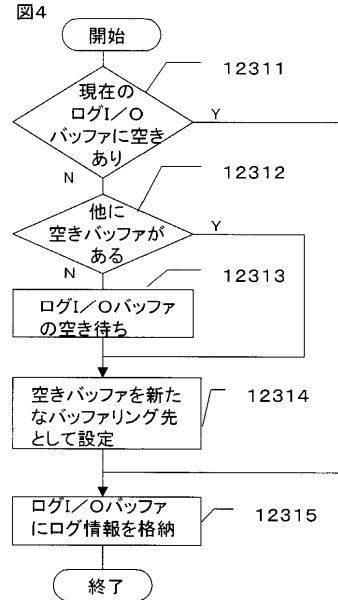 図4
開始
12311
現在の
ログI/O
バッファに空き
あり
Y
N
12312
他に
空きバッファが
ある
Y
N
12313
ログI/Oバッファ
の空き待ち
空きバッファを新た
なバッファリング先
として設定
12314
ログI/Oバッファ
にログ情報を格納
12315
終了